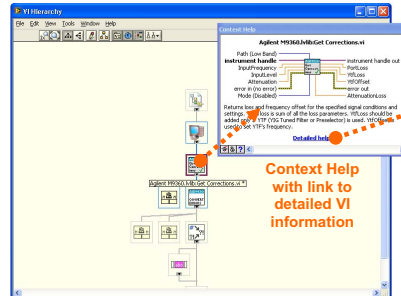 VI Hierarchy
File Edit View Tools Window Help
Context Help
Agilent M9360.lvlib:Get Corrections.vi
Path (Low Band)
instrument handle
InputFrequency
InputLevel
Attenuation
error in (no error)
Mode (Disabled)
instrument handle out
PortLoss
YtfLoss
YtfOffset
error out
AttenuationLoss
Returns loss and frequency offset for the specified signal conditions and
loss is sum of all the loss parameters. YtfLoss should be
added only if YTF (YIG Tuned Filter or Preselector) is used. YtfOffset
used to set YTF's frequency.
Detailed help
Agilent M9360.lvlib:Get Corrections.vi *
Context Help
with link to
detailed VI
information